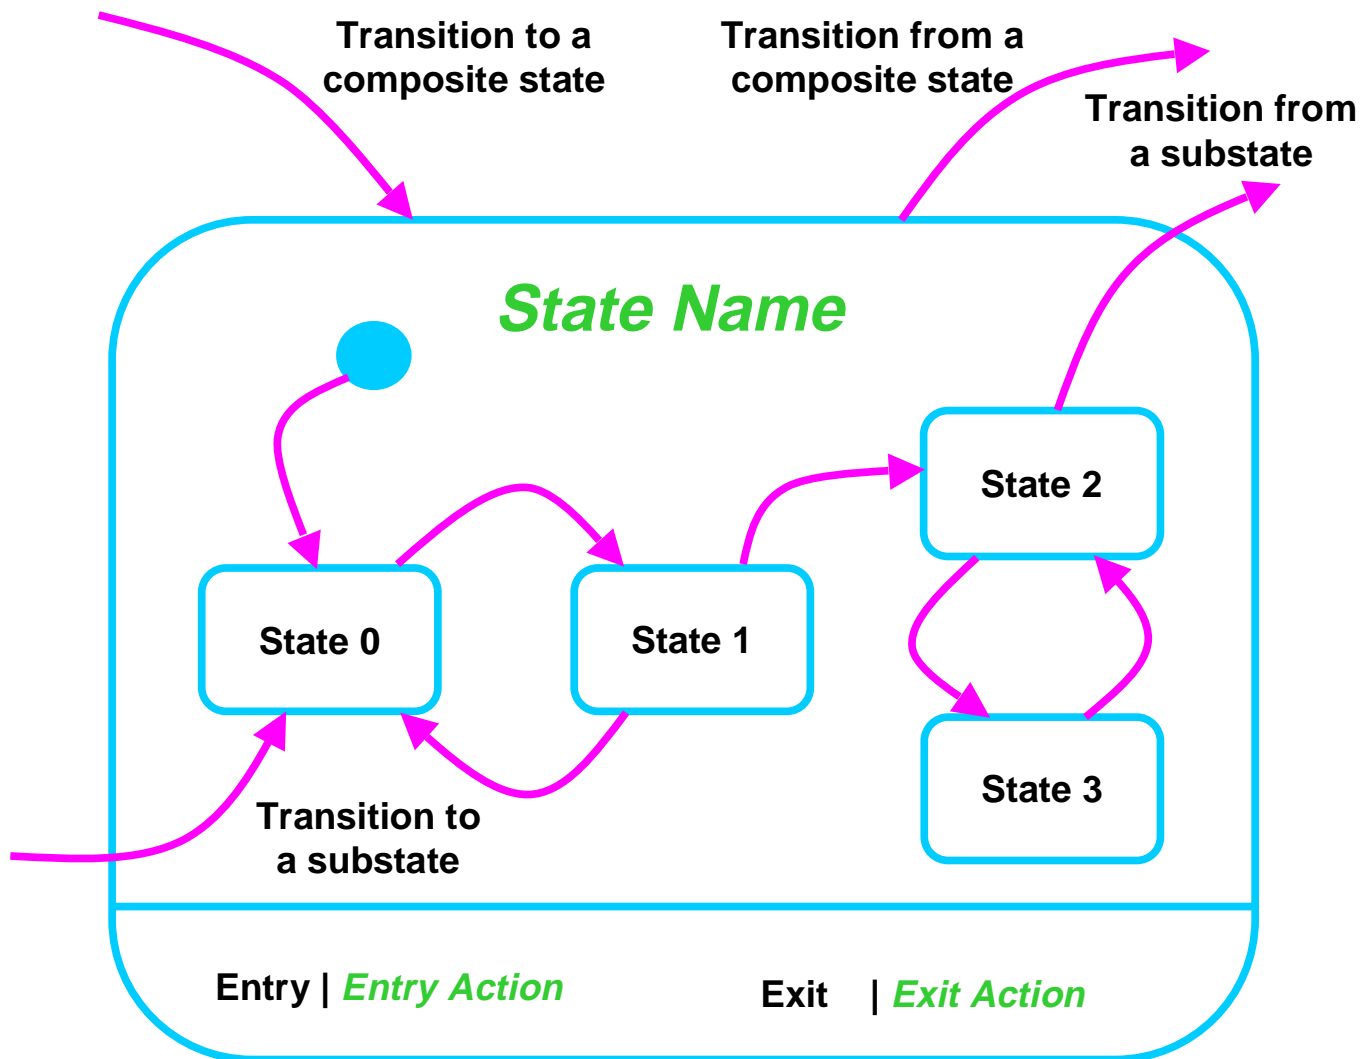 Transition to a
composite state
Transition from a
composite state
Transition from
a substate
State Name
State 2
State 0
State 1
State 3
Transition to
a substate
Entry | Entry Action
Exit | Exit Action